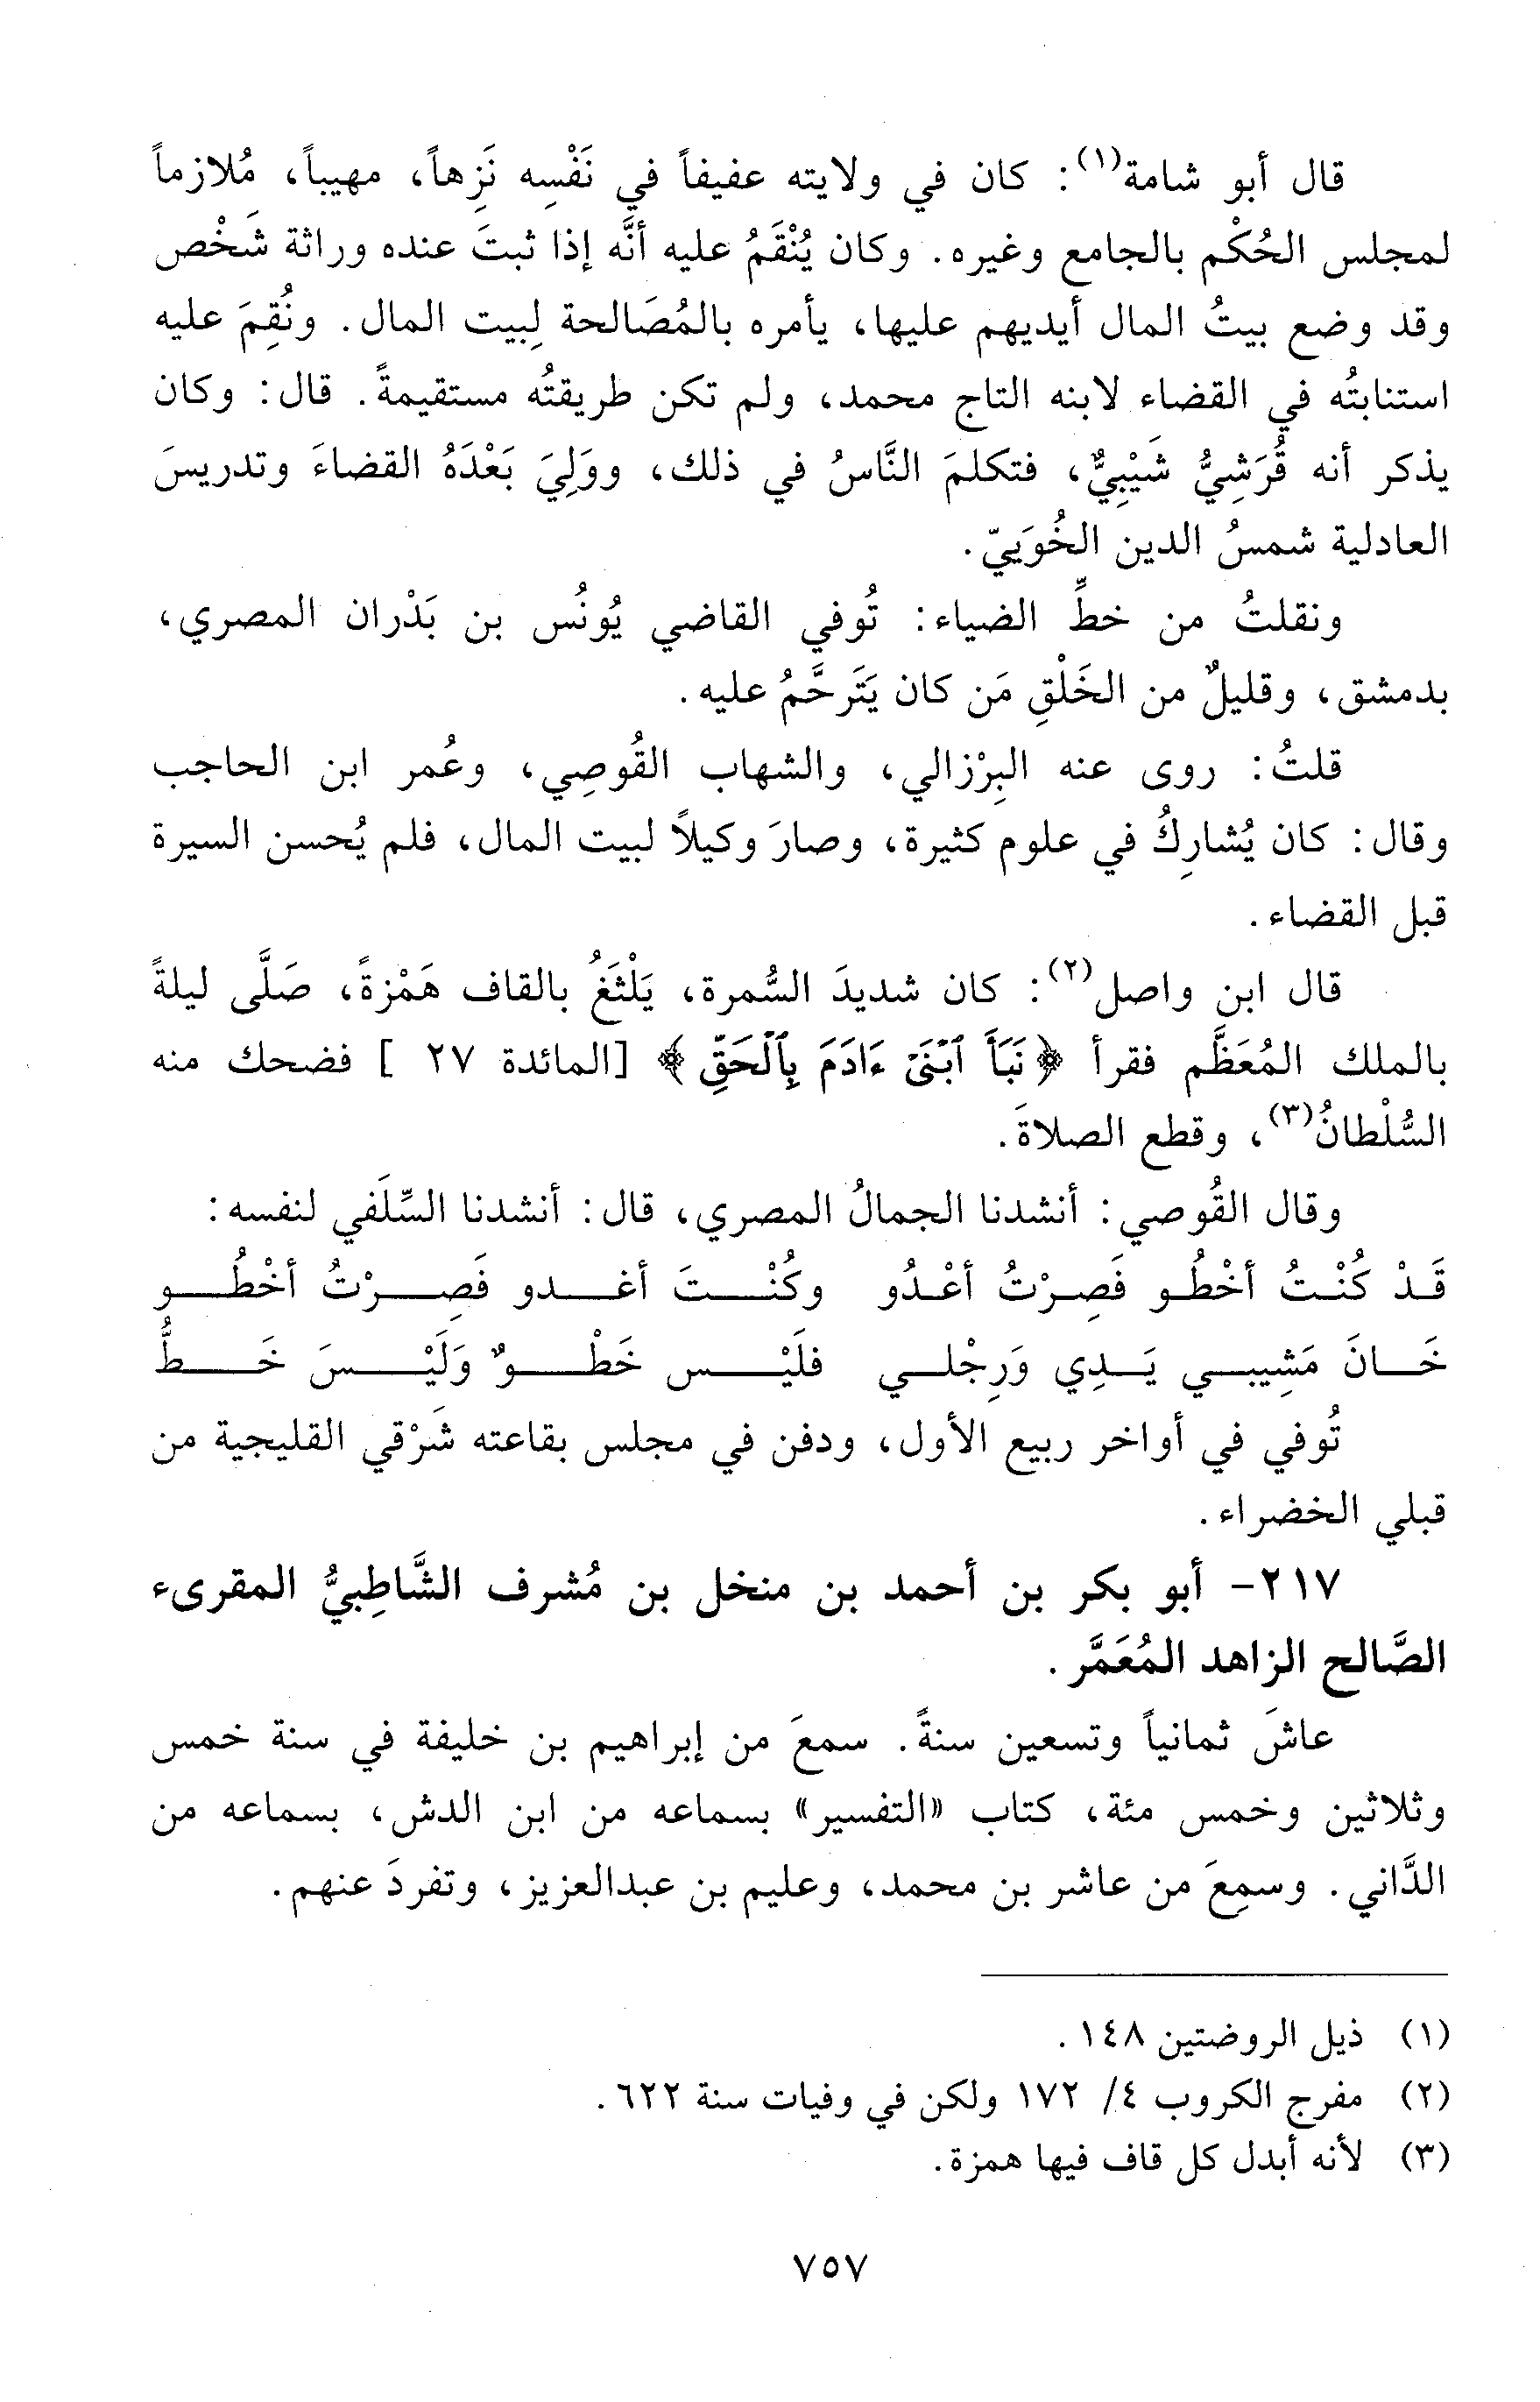 قال أبو شامة(١): كان في ولايته عفيفاً في نَفْسِه نَزِهاً، مهيباً، مُلازماً
لمجلس الحُكْم بالجامع وغيره. وكان يُنْقَمُ عليه أنَّه إذا ثبتَ عنده وراثة شَخْص
وقد وضع بيتُ المال أيديهم عليها، يأمره بالمُصَالحة لِبيت المال. ونُقِمَ عليه
استنابتُه في القضاء لابنه التاج محمد، ولم تكن طريقتُه مستقيمةً. قال: وكان
يذكر أنه قُرَشِيٌّ شَيْبِيٌّ، فتكلمَ النَّاسُ في ذلك، ووَلِيَ بَعْدَهُ القضاءَ وتدريسَ
العادلية شمسُ الدين الخُوَييّ.
ونقلتُ من خطِّ الضياء: تُوفي القاضي يُونُس بن بَدْران المصري،
بدمشق، وقليلٌ من الخَلْقِ مَن كان يَتَرحَّمُ عليه.
قلتُ: روى عنه البِرْزالي، والشهاب القُوصِي، وعُمر ابن الحاجب
وقال: كان يُشارِكُ في علوم كثيرة، وصارَ وكيلاً لبيت المال، فلم يُحسن السيرة
قبل القضاء.
قال ابن واصل(٢): كان شديدَ السُّمرة، يَلْثَغُ بالقاف هَمْزةً، صَلَّى ليلةً
بالملك المُعَظَّم فقرأ ﴿نَبَأَ ٱبْنَىْ ءَادَمَ بِٱلْحَقِّ﴾ [المائدة ٢٧ ] فضحك منه
السُّلْطانُ(٣)، وقطع الصلاةَ.
وقال القُوصي: أنشدنا الجمالُ المصري، قال: أنشدنا السِّلَفي لنفسه:
قَدْ كُنْتُ أخْطُو فَصِرْتُ أعْدُو وكُنْتَ أغدو فَصِرْتُ أخْطُو
خَانَ مَشِيبي يَدِي وَرِجْلي فلَيْس خَطْوٌ وَلَيْسَ خَطُّ
تُوفي في أواخر ربيع الأول، ودفن في مجلس بقاعته شَرْقي القليجية من
قبلي الخضراء.
٢١٧- أبو بكر بن أحمد بن منخل بن مُشرف الشَّاطِبيُّ المقرىء
الصَّالح الزاهد المُعَمَّر.
عاشَ ثمانياً وتسعين سنةً. سمعَ من إبراهيم بن خليفة في سنة خمس
وثلاثين وخمس مئة، كتاب «التفسير» بسماعه من ابن الدش، بسماعه من
الدَّاني. وسمِعَ من عاشر بن محمد، وعليم بن عبدالعزيز، وتفردَ عنهم.
(١) ذيل الروضتين ١٤٨.
(٢) مفرج الكروب ٤/ ١٧٢ ولكن في وفيات سنة ٦٢٢.
(٣) لأنه أبدل كل قاف فيها همزة.
٧٥٧